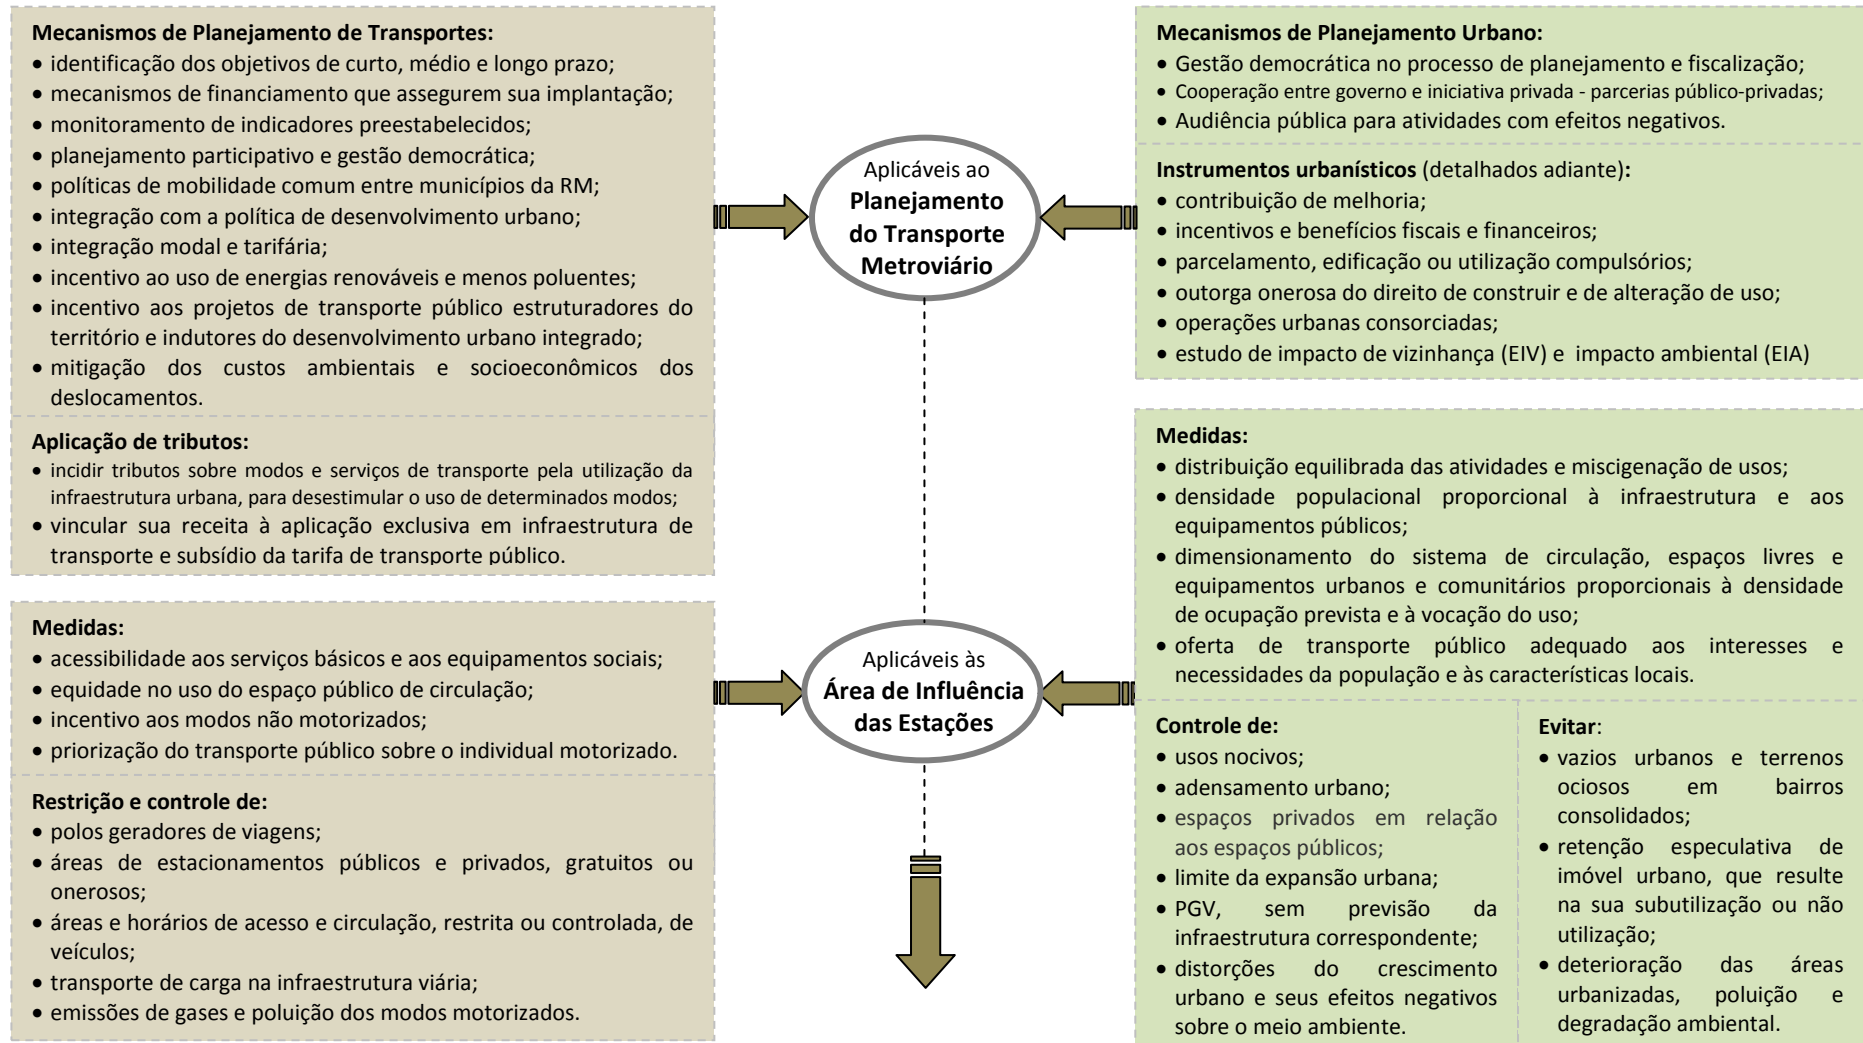 Mecanismos de Planejamento de Transportes:
• identificação dos objetivos de curto, médio e longo prazo;
• mecanismos de financiamento que assegurem sua implantação;
• monitoramento de indicadores preestabelecidos;
• planejamento participativo e gestão democrática;
• políticas de mobilidade comum entre municípios da RM;
• integração com a política de desenvolvimento urbano;
• integração modal e tarifária;
• incentivo ao uso de energias renováveis e menos poluentes;
• incentivo aos projetos de transporte público estruturadores do
território e indutores do desenvolvimento urbano integrado;
• mitigação dos custos ambientais e socioeconômicos dos
deslocamentos.
Aplicação de tributos:
• incidir tributos sobre modos e serviços de transporte pela utilização da
infraestrutura urbana, para desestimular o uso de determinados modos;
• vincular sua receita à aplicação exclusiva em infraestrutura de
transporte e subsídio da tarifa de transporte público.
Aplicáveis ao
Planejamento
do Transporte
Metroviário
Mecanismos de Planejamento Urbano:
• Gestão democrática no processo de planejamento e fiscalização;
• Cooperação entre governo e iniciativa privada - parcerias público-privadas;
• Audiência pública para atividades com efeitos negativos.
Instrumentos urbanísticos (detalhados adiante):
• contribuição de melhoria;
• incentivos e benefícios fiscais e financeiros;
• parcelamento, edificação ou utilização compulsórios;
• outorga onerosa do direito de construir e de alteração de uso;
• operações urbanas consorciadas;
• estudo de impacto de vizinhança (EIV) e impacto ambiental (EIA)
Medidas:
• acessibilidade aos serviços básicos e aos equipamentos sociais;
• equidade no uso do espaço público de circulação;
• incentivo aos modos não motorizados;
• priorização do transporte público sobre o individual motorizado.
Restrição e controle de:
• polos geradores de viagens;
• áreas de estacionamentos públicos e privados, gratuitos ou
onerosos;
• áreas e horários de acesso e circulação, restrita ou controlada, de
veículos;
• transporte de carga na infraestrutura viária;
• emissões de gases e poluição dos modos motorizados.
Aplicáveis às
Área de Influência
das Estações
Medidas:
• distribuição equilibrada das atividades e miscigenação de usos;
• densidade populacional proporcional à infraestrutura e aos
equipamentos públicos;
• dimensionamento do sistema de circulação, espaços livres e
equipamentos urbanos e comunitários proporcionais à densidade
de ocupação prevista e à vocação do uso;
• oferta de transporte público adequado aos interesses e
necessidades da população e às características locais.
Controle de:
• usos nocivos;
• adensamento urbano;
• espaços privados em relação
aos espaços públicos;
• limite da expansão urbana;
• PGV, sem previsão da
infraestrutura correspondente;
• distorções do crescimento
urbano e seus efeitos negativos
sobre o meio ambiente.
Evitar:
• vazios urbanos e terrenos
ociosos em bairros
consolidados;
• retenção especulativa de
imóvel urbano, que resulte
na sua subutilização ou não
utilização;
• deterioração das áreas
urbanizadas, poluição e
degradação ambiental.